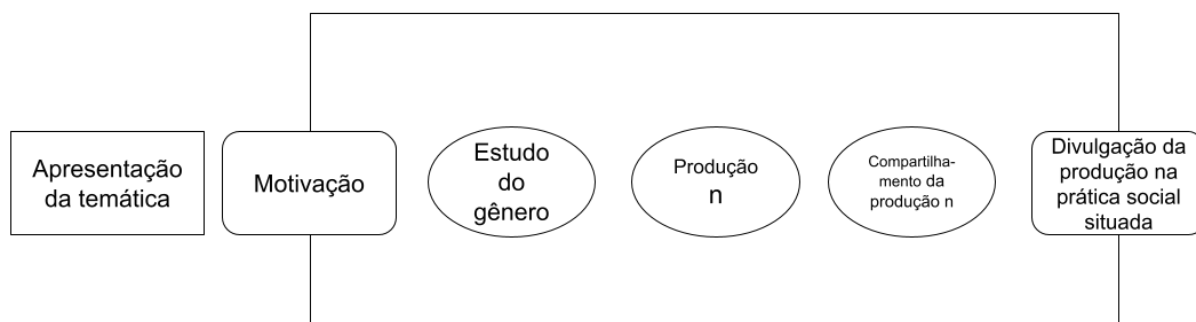 Apresentação
da temática
Motivação
Estudo
do
gênero
Produção
n
Compartilha-
mento da
produção n
Divulgação da
produção na
prática social
situada